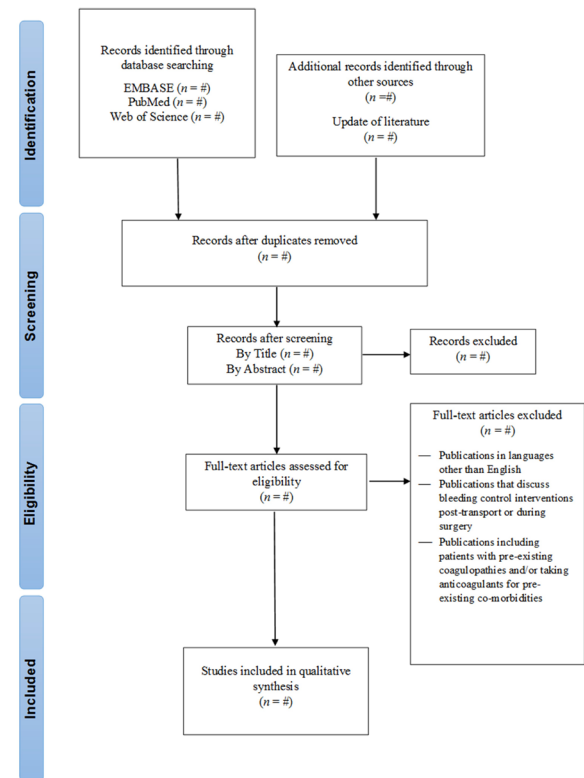 Identification
Records identified through
database searching
EMBASE (n = #)
PubMed (n = #)
Web of Science (n = #)
Additional records identified through
other sources
(n =#)
Update of literature
(n = #)
Screening
Records after duplicates removed
(n = #)
Records after screening
By Title (n = #)
By Abstract (n = #)
Records excluded
(n = #)
Eligibility
Full-text articles assessed for
eligibility
(n = #)
Full-text articles excluded
(n = #)
— Publications in languages
other than English
— Publications that discuss
bleeding control interventions
post-transport or during
surgery
— Publications including
patients with pre-existing
coagulopathies and/or taking
anticoagulants for pre-
existing co-morbidities
Included
Studies included in qualitative
synthesis
(n = #)